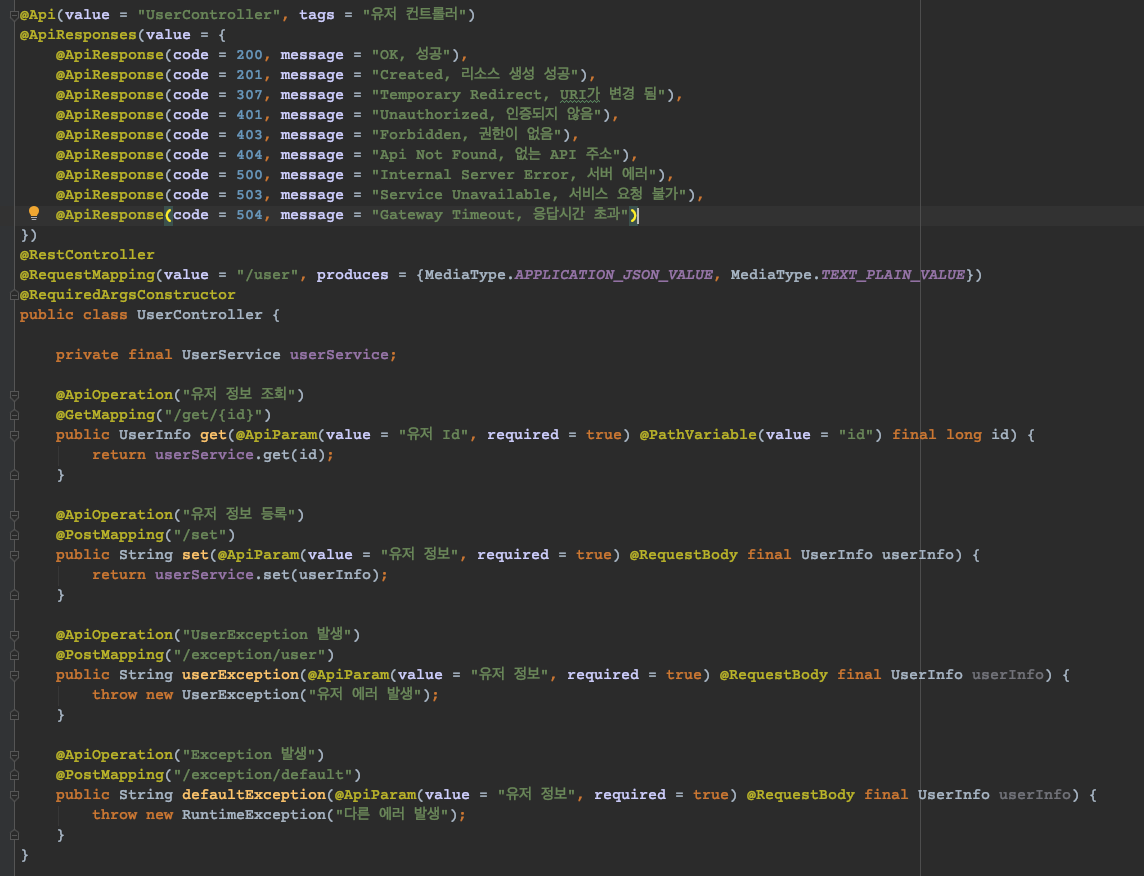 @Api(value = "UserController", tags = "유저 컨트롤러")
@ApiResponses(value = {
    @ApiResponse(code = 200, message = "OK, 성공"),
    @ApiResponse(code = 201, message = "Created, 리소스 생성 성공"),
    @ApiResponse(code = 307, message = "Temporary Redirect, URI가 변경 됨"),
    @ApiResponse(code = 401, message = "Unauthorized, 인증되지 않음"),
    @ApiResponse(code = 403, message = "Forbidden, 권한이 없음"),
    @ApiResponse(code = 404, message = "Api Not Found, 없는 API 주소"),
    @ApiResponse(code = 500, message = "Internal Server Error, 서버 에러"),
    @ApiResponse(code = 503, message = "Service Unavailable, 서비스 요청 불가"),
    @ApiResponse(code = 504, message = "Gateway Timeout, 응답시간 초과")
})
@RestController
@RequestMapping(value = "/user", produces = {MediaType.APPLICATION_JSON_VALUE, MediaType.TEXT_PLAIN_VALUE})
@RequiredArgsConstructor
public class UserController {
    private final UserService userService;
    @ApiOperation("유저 정보 조회")
    @GetMapping("/get/{id}")
    public UserInfo get(@ApiParam(value = "유저 Id", required = true) @PathVariable(value = "id") final long id) {
        return userService.get(id);
    }
    @ApiOperation("유저 정보 등록")
    @PostMapping("/set")
    public String set(@ApiParam(value = "유저 정보", required = true) @RequestBody final UserInfo userInfo) {
        return userService.set(userInfo);
    }
    @ApiOperation("UserException 발생")
    @PostMapping("/exception/user")
    public String userException(@ApiParam(value = "유저 정보", required = true) @RequestBody final UserInfo userInfo) {
        throw new UserException("유저 에러 발생");
    }
    @ApiOperation("Exception 발생")
    @PostMapping("/exception/default")
    public String defaultException(@ApiParam(value = "유저 정보", required = true) @RequestBody final UserInfo userInfo) {
        throw new RuntimeException("다른 에러 발생");
    }
}